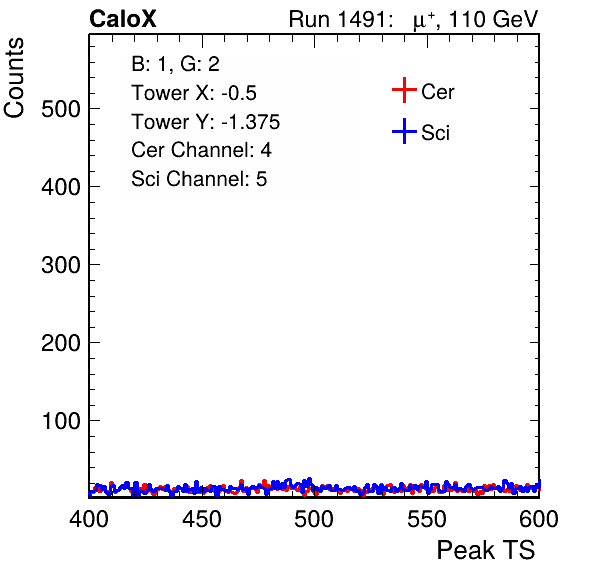 CaloX Run 1491: μ⁺, 110 GeV
Counts
B: 1, G: 2
Tower X: -0.5
Tower Y: -1.375
Cer Channel: 4
Sci Channel: 5
Cer
Sci
500
400
300
200
100
400 450 500 550 600
Peak TS